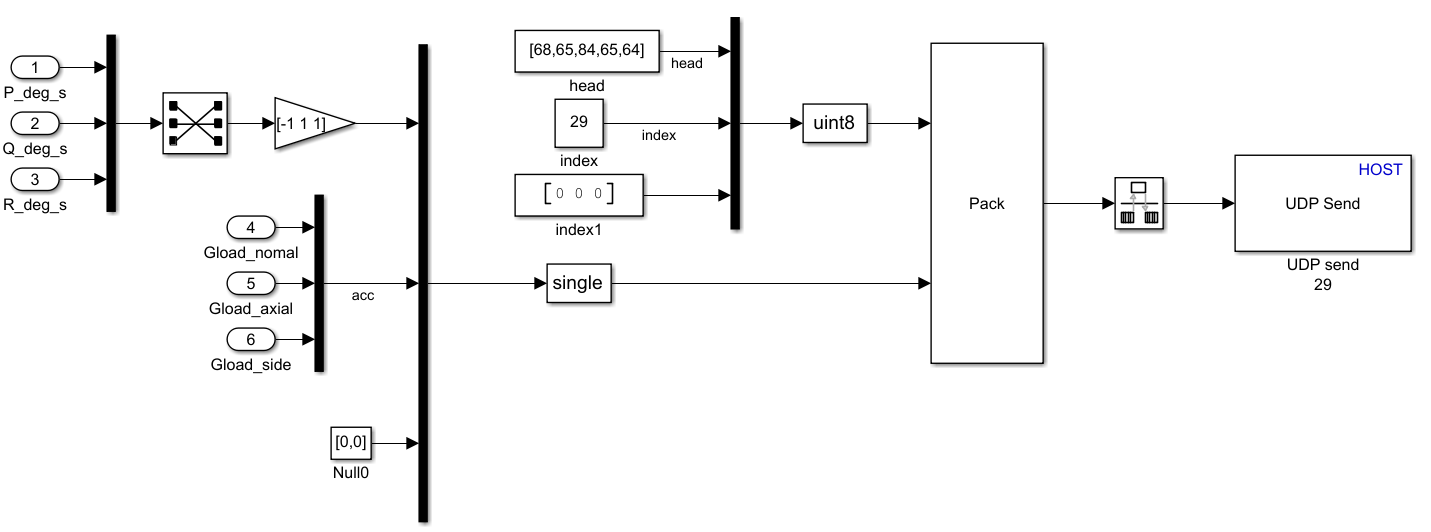 1
P_deg_s
2
Q_deg_s
3
R_deg_s
[-1 1 1]
4
Gload_nomal
5
Gload_axial
6
Gload_side
acc
[0,0]
Null0
[68,65,84,65,64]
head
head
29
index
index
[ 0 0 0 ]
index1
uint8
single
Pack
HOST
UDP Send
UDP send
29